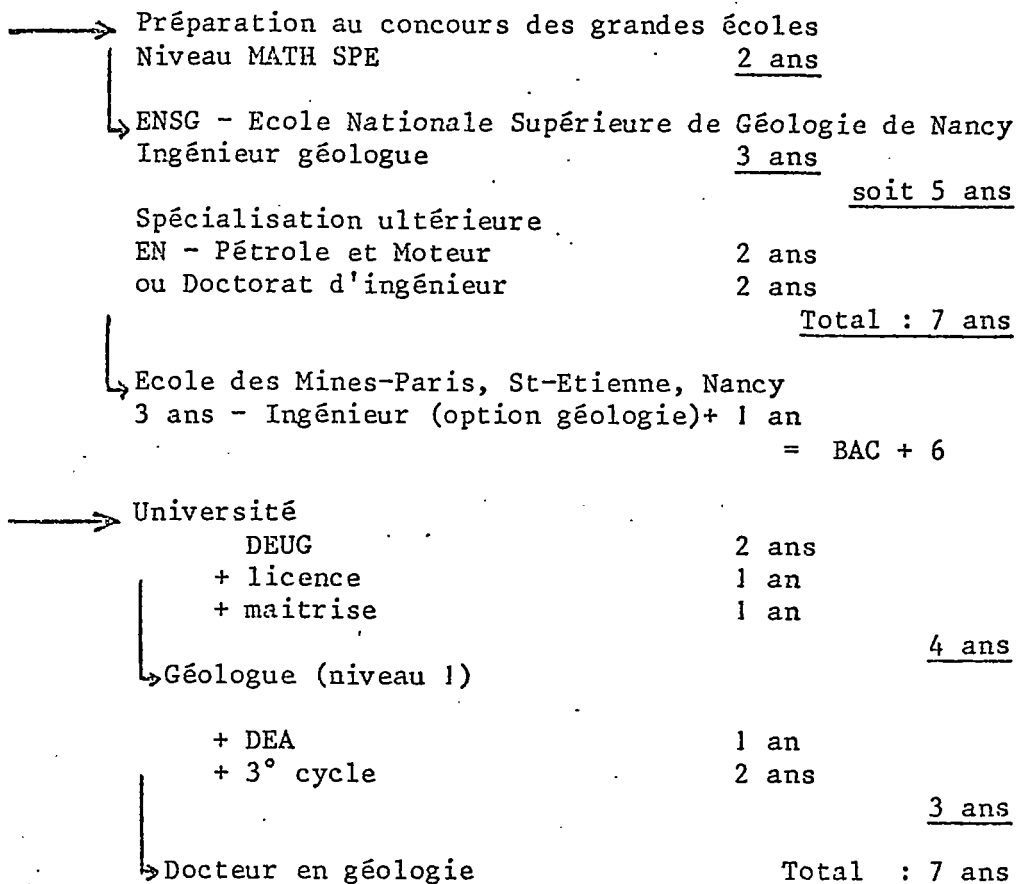 Préparation au concours des grandes écoles
Niveau MATH SPE 2 ans
ENSG - Ecole Nationale Supérieure de Géologie de Nancy
Ingénieur géologue 3 ans
soit 5 ans
Spécialisation ultérieure
EN - Pétrole et Moteur 2 ans
ou Doctorat d'ingénieur 2 ans
Total : 7 ans
Ecole des Mines-Paris, St-Etienne, Nancy
3 ans - Ingénieur (option géologie)+ 1 an
= BAC + 6
Université
DEUG 2 ans
+ licence 1 an
+ maitrise 1 an
4 ans
Géologue (niveau 1)
+ DEA 1 an
+ 3° cycle 2 ans
3 ans
Docteur en géologie Total : 7 ans